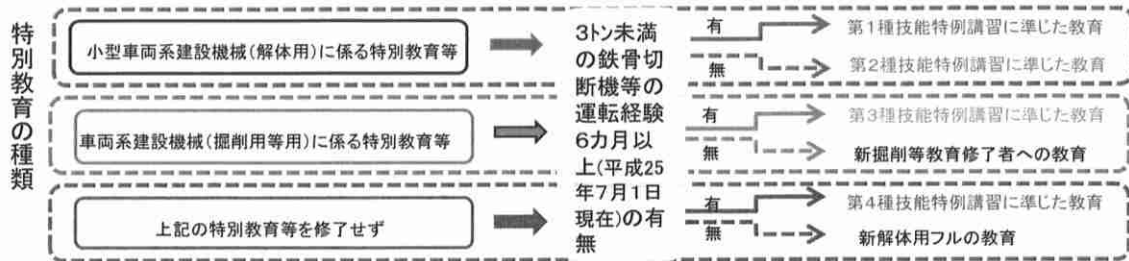 特別教育の種類
小型車両系建設機械(解体用)に係る特別教育等
車両系建設機械(掘削用等用)に係る特別教育等
上記の特別教育等を修了せず
3トン未満
の鉄骨切
断機等の
運転経験
6カ月以
上(平成25
年7月1日
現在)の有
無
有
第1種技能特例講習に準じた教育
無
第2種技能特例講習に準じた教育
有
第3種技能特例講習に準じた教育
無
新掘削等教育修了者への教育
有
第4種技能特例講習に準じた教育
無
新解体用フルの教育